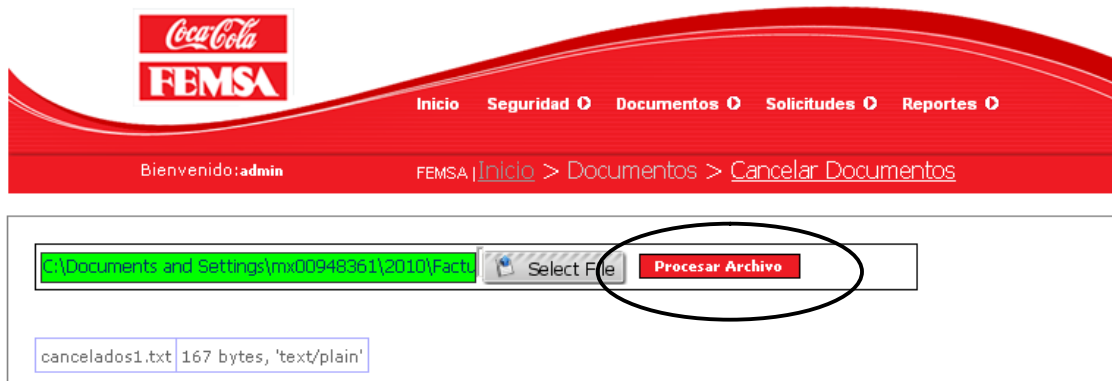 Coca-Cola
FEMSA
Inicio Seguridad Documentos Solicitudes Reportes
Bienvenido:admin FEMSA | Inicio > Documentos > Cancelar Documentos
C:\Documents and Settings\mx00948361\2010\Factu Select File Procesar Archivo
cancelados1.txt 167 bytes, 'text/plain'